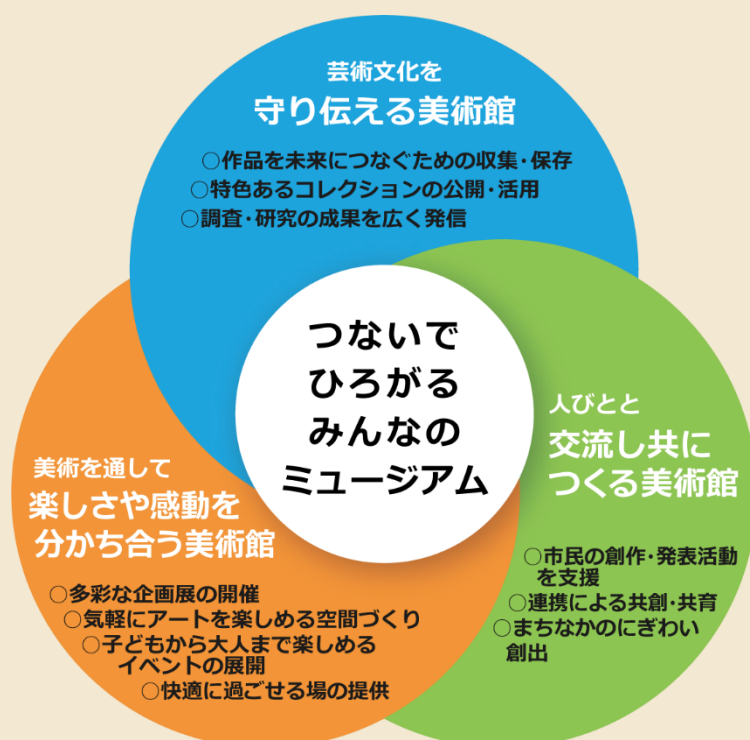 芸術文化を
守り伝える美術館
○作品を未来につなぐための収集・保存
○特色あるコレクションの公開・活用
○調査・研究の成果を広く発信
つないで
ひろがる
みんなの
ミュージアム
人びとと
交流し共に
つくる美術館
○市民の創作・発表活動
を支援
○連携による共創・共育
○まちなかのにぎわい
創出
美術を通して
楽しさや感動を
分かち合う美術館
○多彩な企画展の開催
○気軽にアートを楽しめる空間づくり
○子どもから大人まで楽しめる
イベントの展開
○快適に過ごせる場の提供